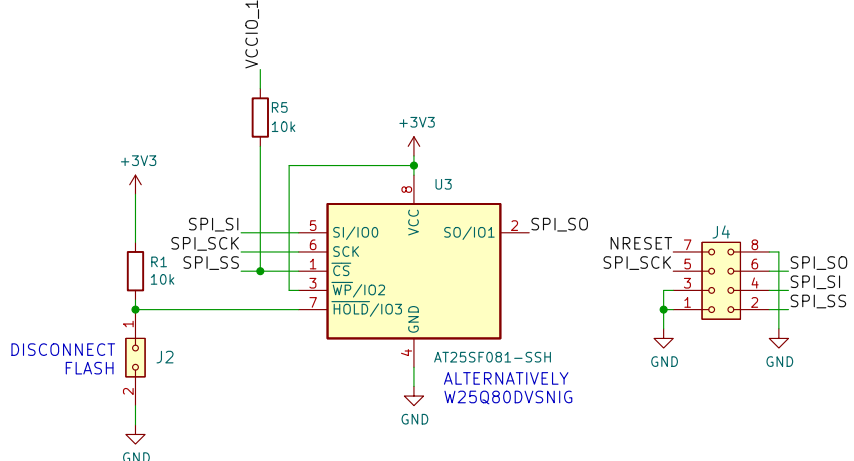 VCCIO_1
R5
10k
+3V3
+3V3
8
U3
VCC
SPI_SI
5
SI/IO0
SO/IO1
2
SPI_SO
SPI_SCK
6
SCK
SPI_SS
1
CS
3
WP/IO2
7
HOLD/IO3
GND
4
R1
10k
1
DISCONNECT
FLASH
J2
2
GND
AT25SF081-SSH
ALTERNATIVELY
W25Q80DVSNIG
GND
J4
NRESET
7
8
SPI_SCK
5
6
SPI_SO
3
4
SPI_SI
1
2
SPI_SS
GND
GND